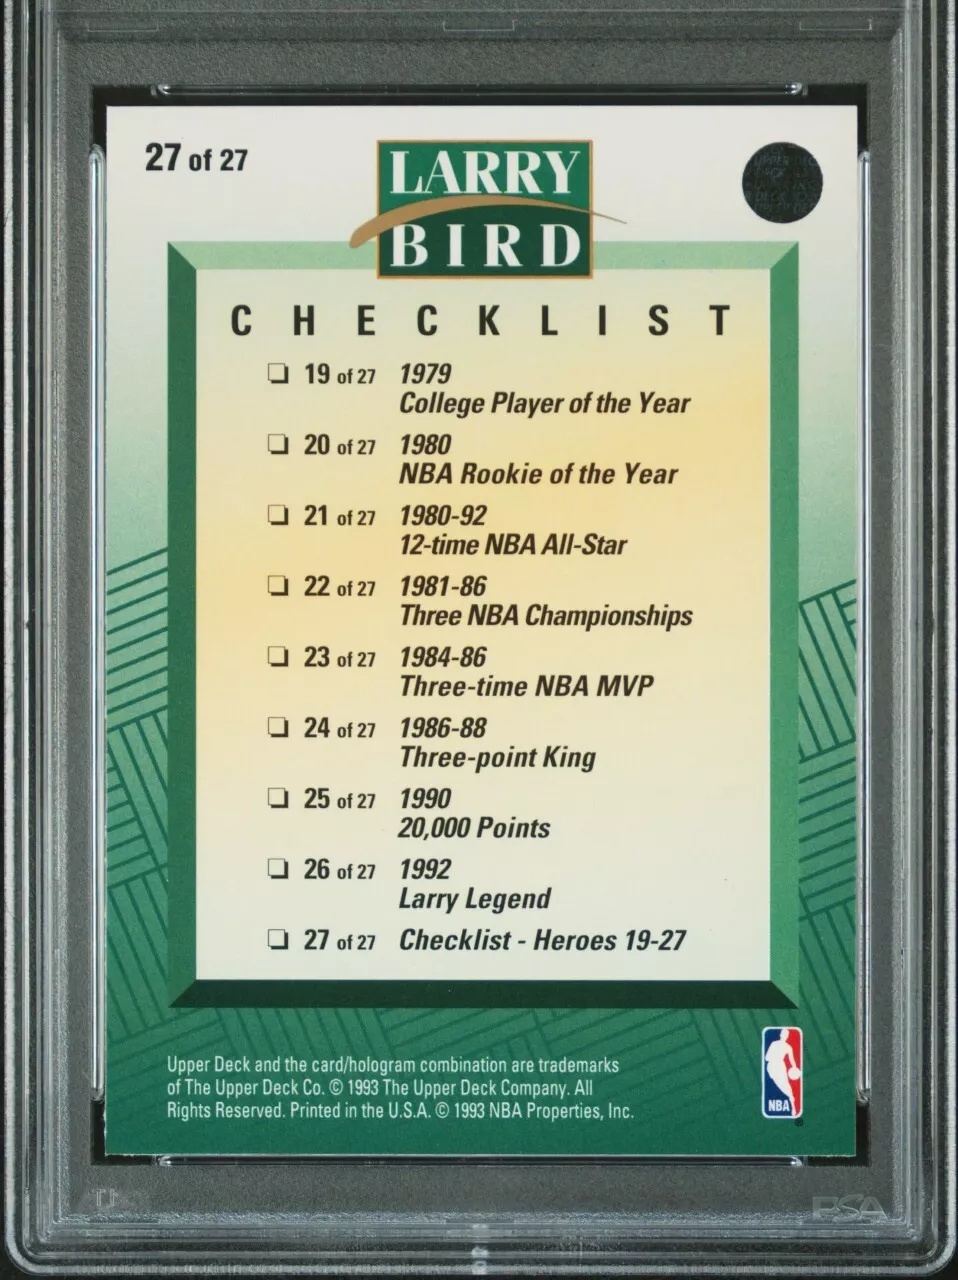 27 of 27
LARRY
BIRD
CHECKLIST
19 of 27 1979
College Player of the Year
20 of 27 1980
NBA Rookie of the Year
21 of 27 1980-92
12-time NBA All-Star
22 of 27 1981-86
Three NBA Championships
23 of 27 1984-86
Three-time NBA MVP
24 of 27 1986-88
Three-point King
25 of 27 1990
20,000 Points
26 of 27 1992
Larry Legend
27 of 27 Checklist - Heroes 19-27
Upper Deck and the card/hologram combination are trademarks
of The Upper Deck Co. © 1993 The Upper Deck Company. All
Rights Reserved. Printed in the U.S.A. © 1993 NBA Properties, Inc.
NBA
®
PSA